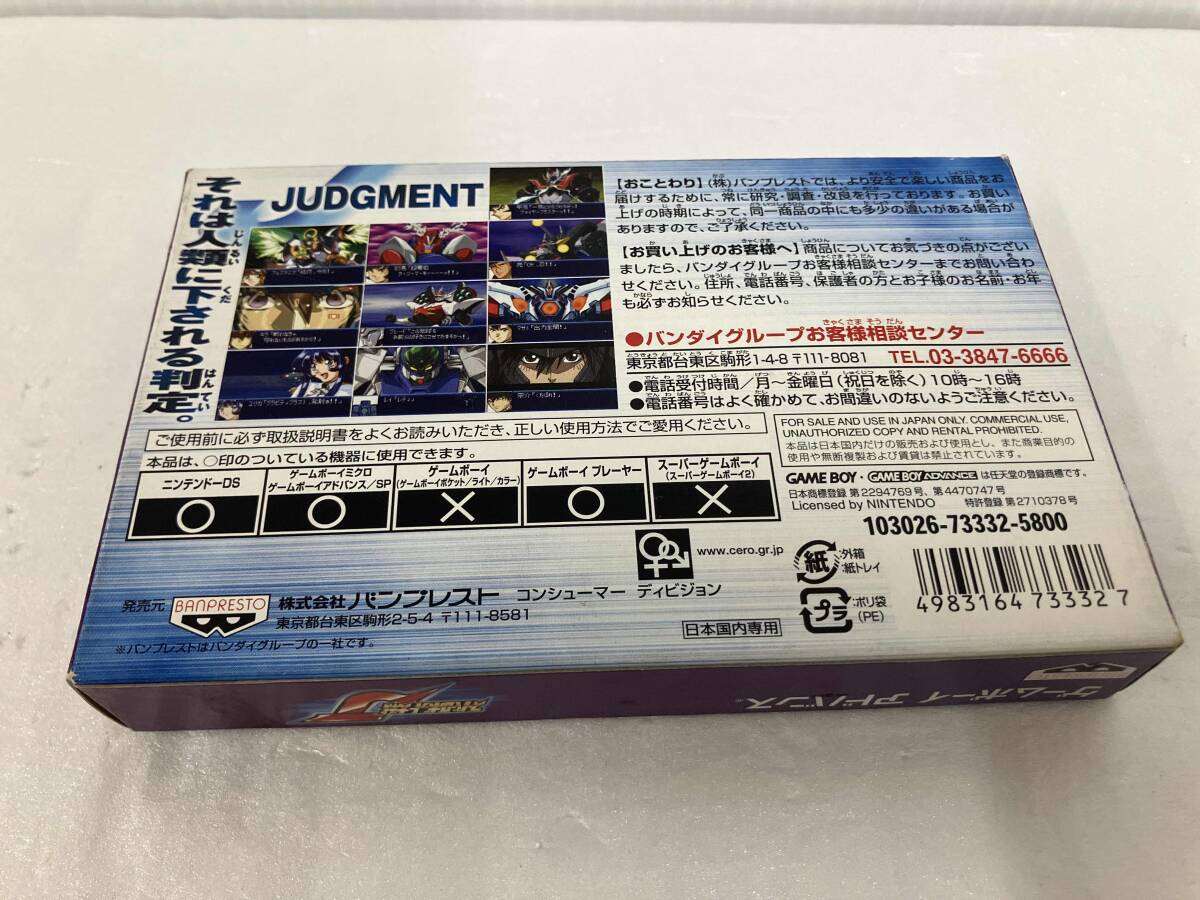 それは人類に下される判定。
じんるい
くだ
はんてい
JUDGMENT
【おことわり】(株)バンプレストでは、より安全で楽しい商品をお
届けするために、常に研究・調査・改良を行っております。お買い
上げの時期によって、同一商品の中にも多少の違いがある場合が
ありますので、ご了承ください。
【お買い上げのお客様へ】商品についてお気づきの点がござい
ましたら、バンダイグループお客様相談センターまでお問い合わ
せください。住所、電話番号、保護者の方とお子様のお名前・お年
も必ずお知らせください。
きゃくさま そうだん
●バンダイグループお客様相談センター
東京都台東区駒形1-4-8 〒111-8081 TEL.03-3847-6666
●電話受付時間/月〜金曜日(祝日を除く)10時〜16時
●電話番号はよく確かめて、お間違いのないようご注意ください。
ご使用前に必ず取扱説明書をよくお読みいただき、正しい使用方法でご愛用ください。
本品は、○印のついている機器に使用できます。
ニンテンドーDS
ゲームボーイミクロ
ゲームボーイアドバンス/SP
ゲームボーイ
(ゲームボーイポケット/ライト/カラー)
ゲームボーイ プレーヤー
スーパーゲームボーイ
(スーパーゲームボーイ2)
○ ○ × ○ ×
FOR SALE AND USE IN JAPAN ONLY. COMMERCIAL USE,
UNAUTHORIZED COPY AND RENTAL PROHIBITED.
本品は日本国内だけの販売および使用とし、また商業目的の
使用や無断複製および賃貸は禁止されています。
GAME BOY・GAME BOY ADVANCE は任天堂の登録商標です。
日本商標登録 第2294769号、第4470747号
Licensed by NINTENDO 特許登録 第2710378号
103026-73332-5800
www.cero.gr.jp
紙
:外箱
:紙トレイ
プラ
:ポリ袋
(PE)
4983164 733327
発売元 BANPRESTO 株式会社バンプレスト コンシューマー ディビジョン
東京都台東区駒形2-5-4 〒111-8581
※バンプレストはバンダイグループの一社です。
日本国内専用
ゲームボーイ アドバンス